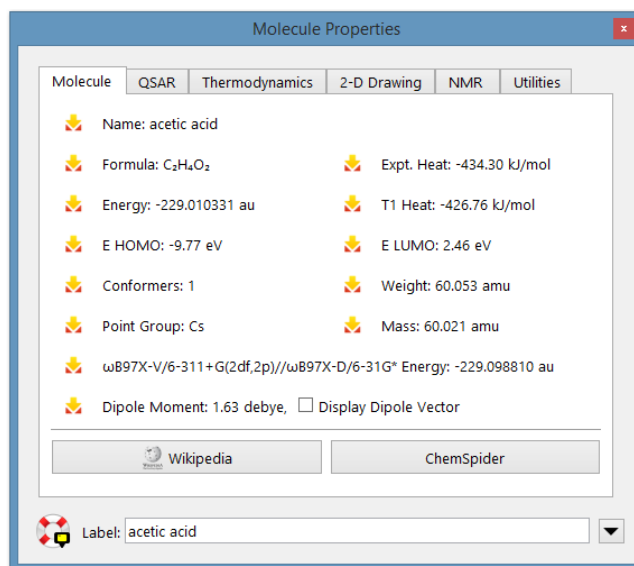 Molecule Properties
x
Molecule QSAR Thermodynamics 2-D Drawing NMR Utilities
Name: acetic acid
Formula: C₂H₄O₂ Expt. Heat: -434.30 kJ/mol
Energy: -229.010331 au T1 Heat: -426.76 kJ/mol
E HOMO: -9.77 eV E LUMO: 2.46 eV
Conformers: 1 Weight: 60.053 amu
Point Group: Cs Mass: 60.021 amu
ωB97X-V/6-311+G(2df,2p)//ωB97X-D/6-31G* Energy: -229.098810 au
Dipole Moment: 1.63 debye, Display Dipole Vector
Wikipedia ChemSpider
Label: acetic acid